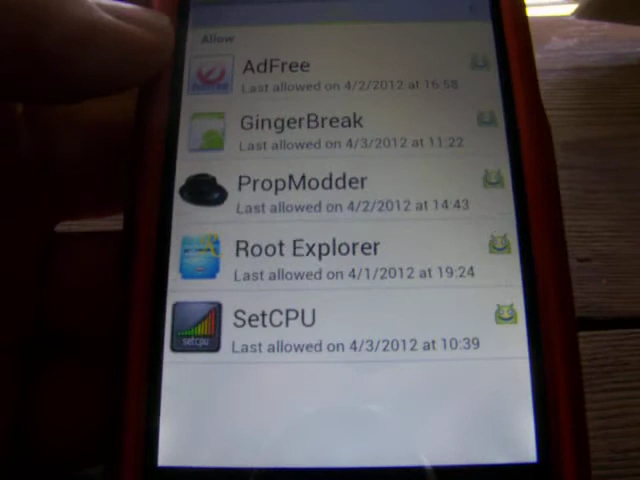 Allow
AdFree
Last allowed on 4/2/2012 at 16:58
GingerBreak
Last allowed on 4/3/2012 at 11:22
PropModder
Last allowed on 4/2/2012 at 14:43
Root Explorer
Last allowed on 4/1/2012 at 19:24
SetCPU
setcpu
Last allowed on 4/3/2012 at 10:39